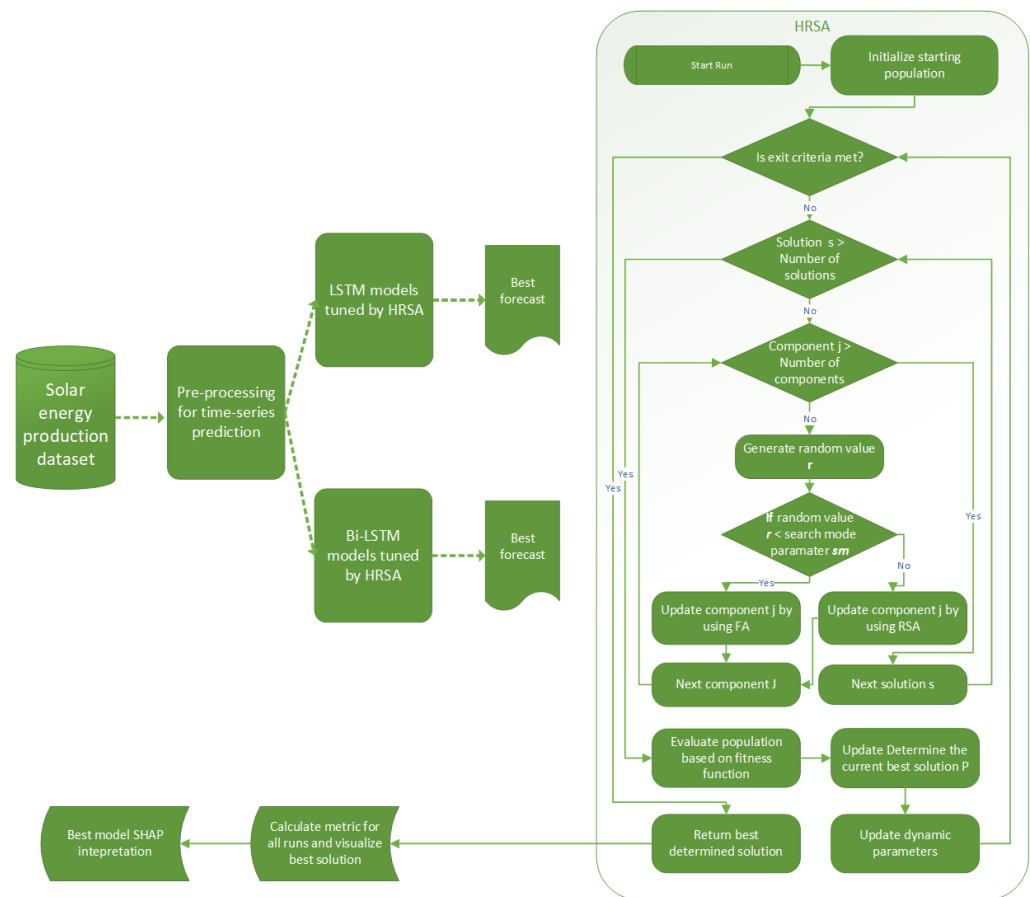 HRSA
Start Run
Initialize starting
population
Is exit criteria met?
No
Solution s >
Number of
solutions
No
Component j >
Number of
components
No
Generate random value
r
If random value
r < search mode
paramater sm
Yes
No
Update component j by
using FA
Update component j by
using RSA
Next component J
Next solution s
Yes
Yes
Yes
Evaluate population
based on fitness
function
Update Determine the
current best solution P
Return best
determined solution
Update dynamic
parameters
Solar
energy
production
dataset
Pre-processing
for time-series
prediction
LSTM models
tuned by HRSA
Best
forecast
Bi-LSTM
models tuned
by HRSA
Best
forecast
Calculate metric for
all runs and visualize
best solution
Best model SHAP
intepretation